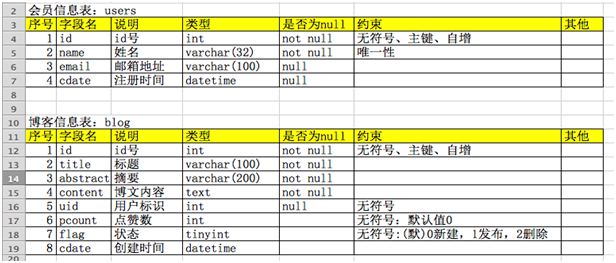 2 会员信息表：users
3 序号 字段名 说明 类型 是否为null 约束 其他
4 1 id id号 int not null 无符号、主键、自增
5 2 name 姓名 varchar(32) not null 唯一性
6 3 email 邮箱地址 varchar(100) null
7 4 cdate 注册时间 datetime null
8
9
10 博客信息表：blog
11 序号 字段名 说明 类型 是否为null 约束 其他
12 1 id id号 int not null 无符号、主键、自增
13 2 title 标题 varchar(100) not null
14 3 abstract 摘要 varchar(200) not null
15 4 content 博文内容 text not null
16 5 uid 用户标识 int null 无符号
17 6 pcount 点赞数 int 无符号：默认值0
18 7 flag 状态 tinyint 无符号:(默)0新建，1发布，2删除
19 8 cdate 创建时间 datetime
20